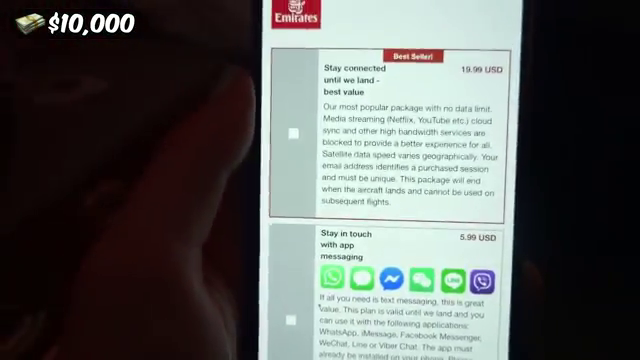 $10,000
Emirates
Best Seller!
Stay connected
until we land -
best value
19.99 USD
Our most popular package with no data limit.
Media streaming (Netflix, YouTube etc.) cloud
sync and other high bandwidth services are
blocked to provide a better experience for all.
Satellite data speed varies geographically. Your
email address identifies a purchased session
and must be unique. This package will end
when the aircraft lands and cannot be used on
subsequent flights.
Stay in touch
with app
messaging
5.99 USD
LINE
If all you need is text messaging, this is great
value. This plan is valid until we land and you
can use it with the following applications:
WhatsApp, iMessage, Facebook Messenger,
WeChat, Line or Viber Chat. The app must
already be installed on your phone.